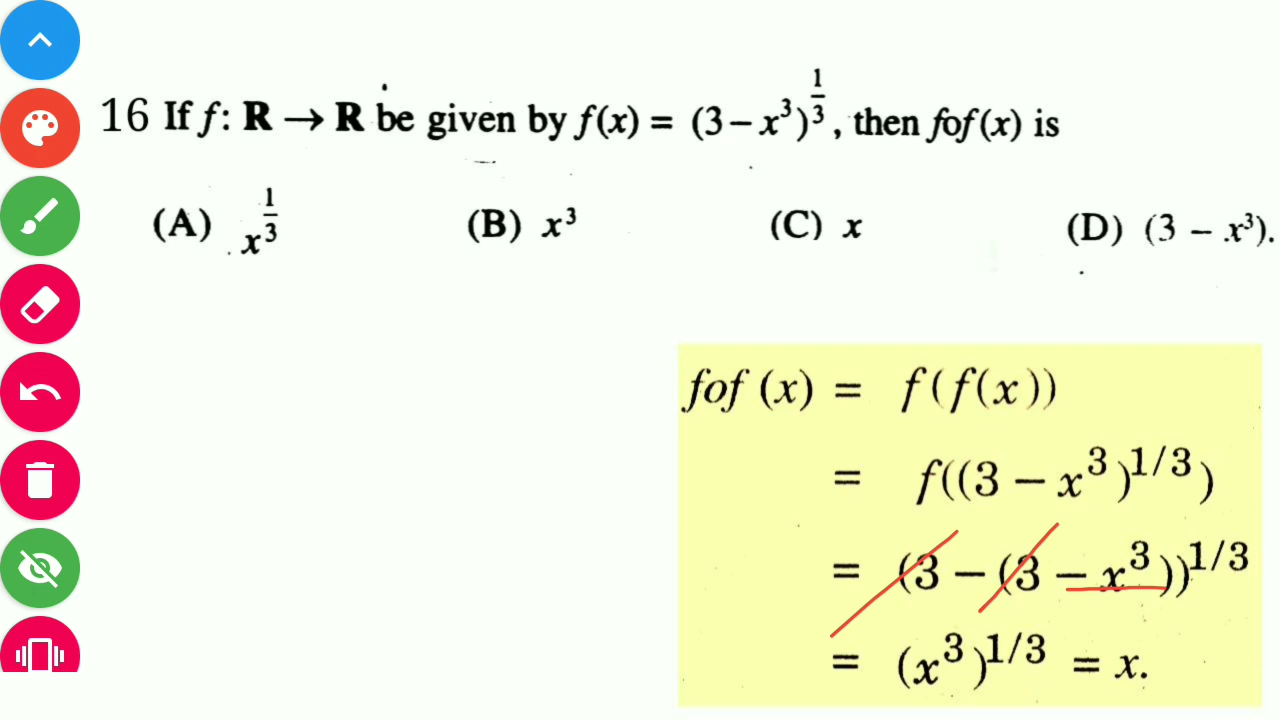 16 If f: R → R be given by f(x) = (3 – x³)^1/3, then fof(x) is
(A) x^1/3 (B) x³ (C) x (D) (3 – x³).
fof (x) = f(f(x))
= f((3 – x³)^1/3)
= (3 – (3 – x³))^1/3
= (x³)^1/3 = x.